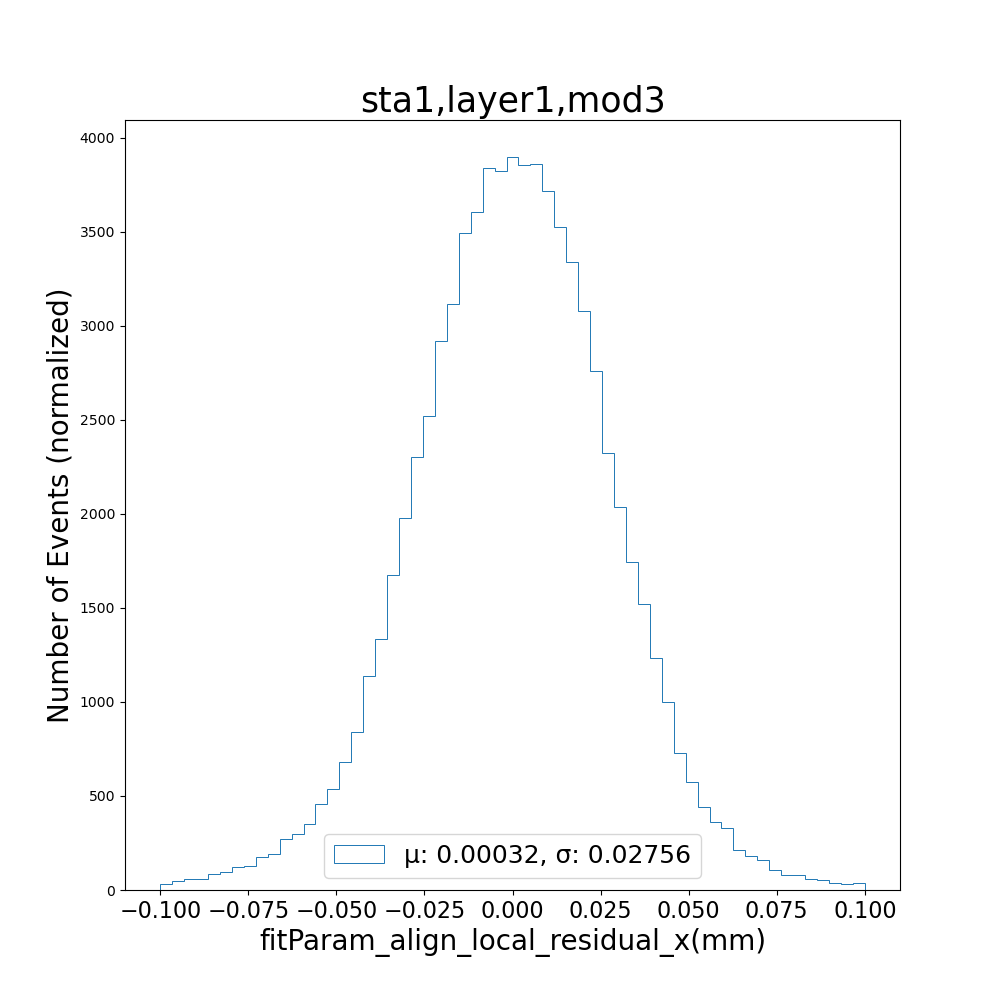 sta1,layer1,mod3
Number of Events (normalized)
4000
3500
3000
2500
2000
1500
1000
500
0
μ: 0.00032, σ: 0.02756
−0.100 −0.075 −0.050 −0.025 0.000 0.025 0.050 0.075 0.100
fitParam_align_local_residual_x(mm)